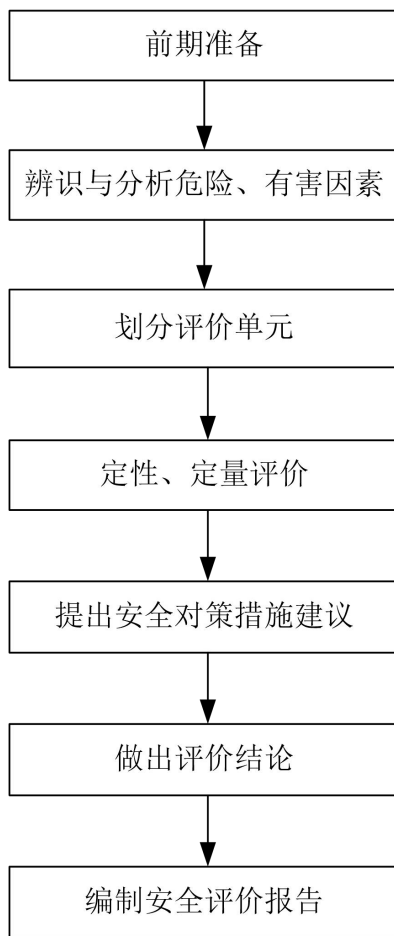 前期准备
辨识与分析危险、有害因素
划分评价单元
定性、定量评价
提出安全对策措施建议
做出评价结论
编制安全评价报告